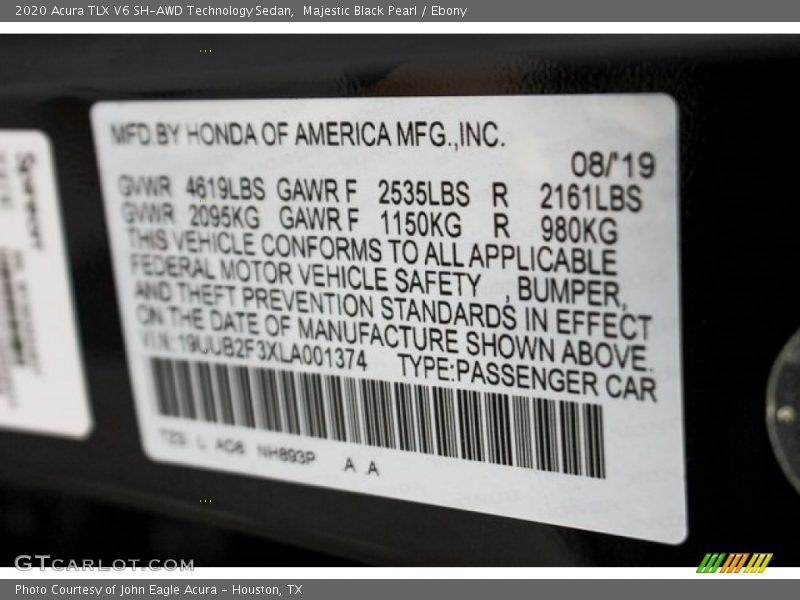 2020 Acura TLX V6 SH-AWD Technology Sedan,  Majestic Black Pearl / Ebony
MFD.BY HONDA OF AMERICA MFG.,INC.
08/'19
GVWR 4619LBS GAWR F 2535LBS R 2161LBS
GVWR 2095KG GAWR F 1150KG R 980KG
THIS VEHICLE CONFORMS TO ALL APPLICABLE
FEDERAL MOTOR VEHICLE SAFETY , BUMPER,
AND THEFT PREVENTION STANDARDS IN EFFECT
ON THE DATE OF MANUFACTURE SHOWN ABOVE.
V.I.N.:19UUB2F3XLA001374 TYPE:PASSENGER CAR
L AC8 NH893P A A
GTCARLOT.COM
Photo Courtesy of John Eagle Acura - Houston, TX